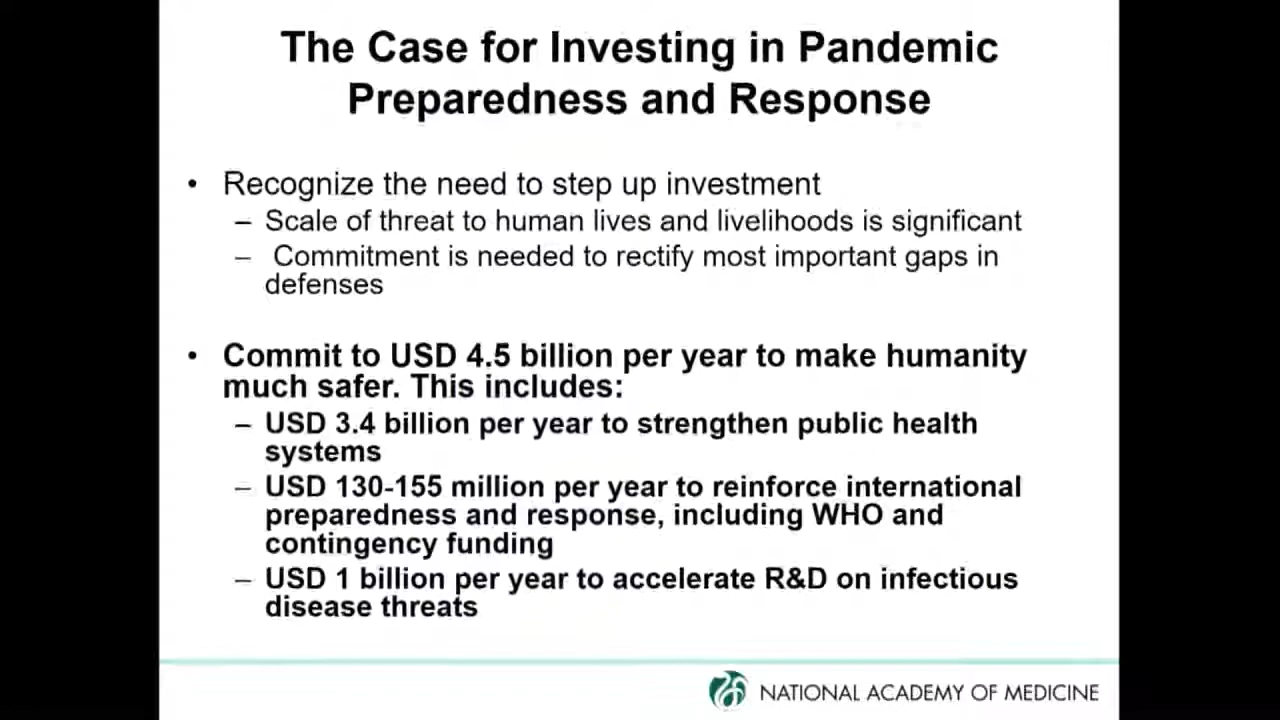 The Case for Investing in Pandemic
Preparedness and Response
• Recognize the need to step up investment
– Scale of threat to human lives and livelihoods is significant
– Commitment is needed to rectify most important gaps in
defenses
• Commit to USD 4.5 billion per year to make humanity
much safer. This includes:
– USD 3.4 billion per year to strengthen public health
systems
– USD 130-155 million per year to reinforce international
preparedness and response, including WHO and
contingency funding
– USD 1 billion per year to accelerate R&D on infectious
disease threats
NATIONAL ACADEMY OF MEDICINE